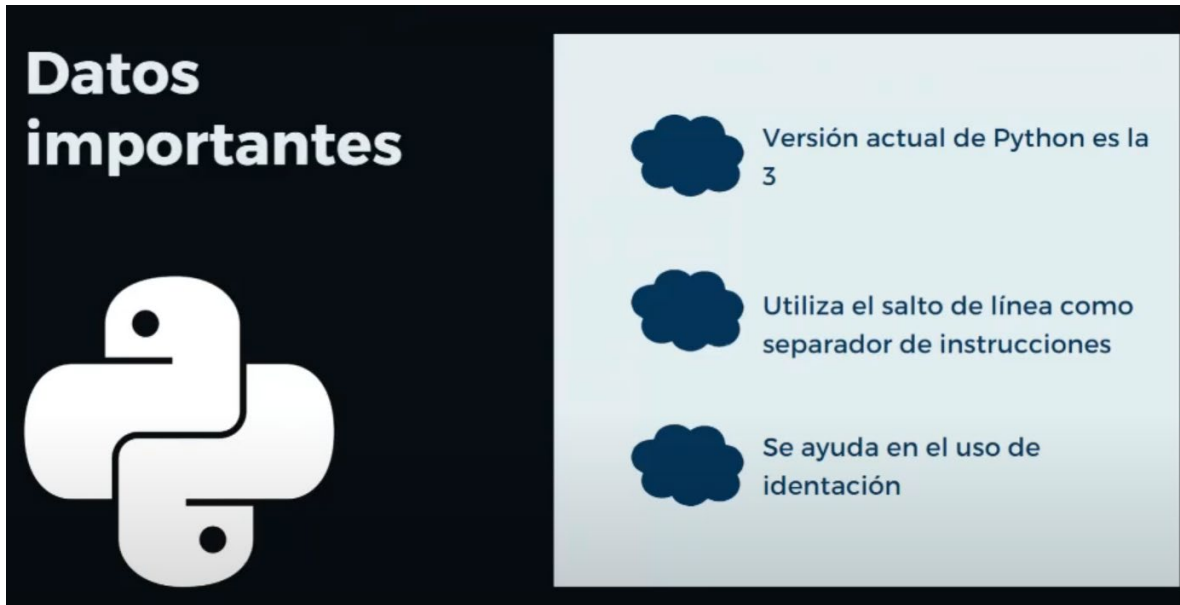 Datos
importantes
Versión actual de Python es la
3
Utiliza el salto de línea como
separador de instrucciones
Se ayuda en el uso de
identación